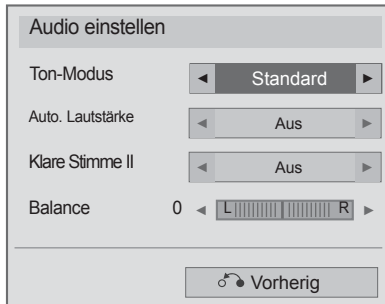 Audio einstellen
Ton-Modus ◄ Standard ►
Auto. Lautstärke ◄ Aus ►
Klare Stimme II ◄ Aus ►
Balance 0 ◄ L R ►
Vorherig